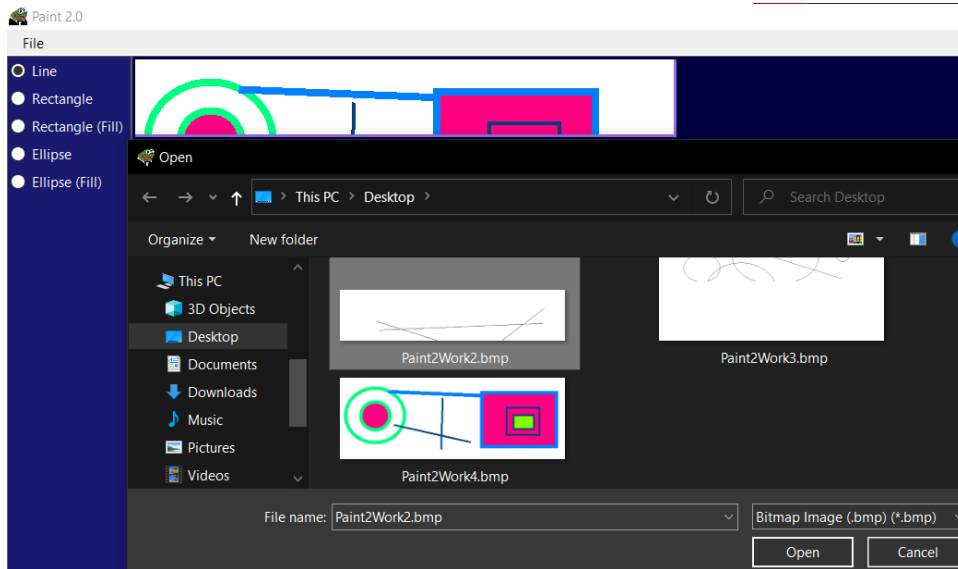 Paint 2.0
File
Line
Rectangle
Rectangle (Fill)
Ellipse
Ellipse (Fill)
Open
This PC > Desktop >
Search Desktop
Organize
New folder
This PC
3D Objects
Desktop
Documents
Downloads
Music
Pictures
Videos
Paint2Work2.bmp
Paint2Work3.bmp
Paint2Work4.bmp
File name: Paint2Work2.bmp
Bitmap Image (.bmp) (*.bmp)
Open
Cancel